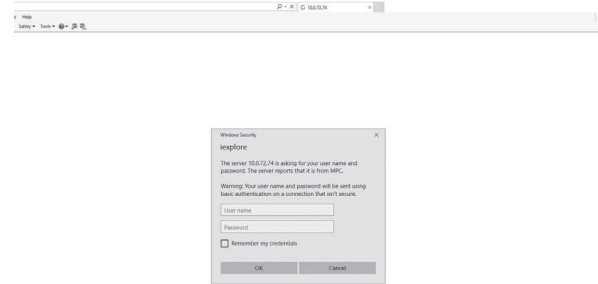 10.0.72.74
Help
Safety Tools
Windows Security
iexplore
The server 10.0.72.74 is asking for your user name and
password. The server reports that it is from MPC.
Warning: Your user name and password will be sent using
basic authentication on a connection that isn't secure.
User name
Password
Remember my credentials
OK Cancel